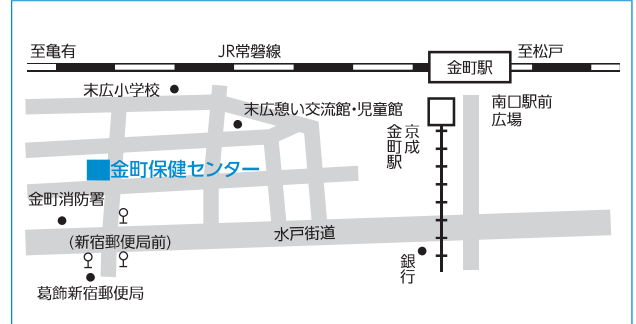 至亀有
JR常磐線
至松戸
金町駅
末広小学校
末広憩い交流館・児童館
南口駅前
広場
京成
金町駅
金町保健センター
金町消防署
(新宿郵便局前)
水戸街道
銀行
葛飾新宿郵便局